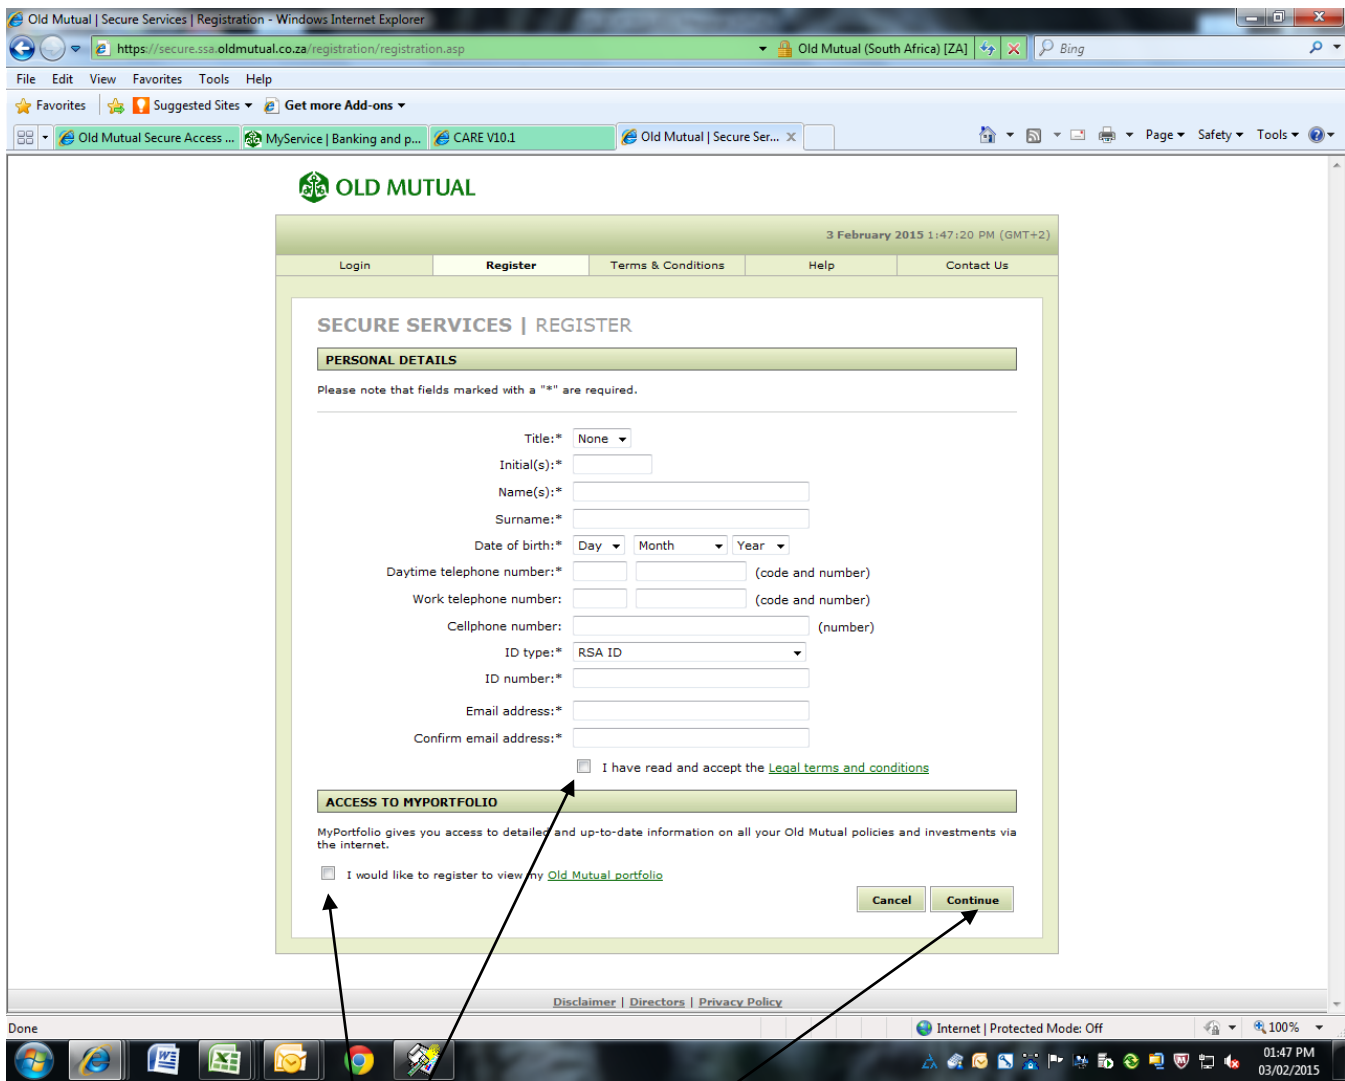 Old Mutual | Secure Services | Registration - Windows Internet Explorer
https://secure.ssa.oldmutual.co.za/registration/registration.asp
Old Mutual (South Africa) [ZA]
Bing
File Edit View Favorites Tools Help
Favorites Suggested Sites Get more Add-ons
Old Mutual Secure Access ... MyService | Banking and p... CARE V10.1 Old Mutual | Secure Ser... X Page Safety Tools
OLD MUTUAL
3 February 2015 1:47:20 PM (GMT+2)
Login Register Terms & Conditions Help Contact Us
SECURE SERVICES | REGISTER
PERSONAL DETAILS
Please note that fields marked with a "*" are required.
Title:* None
Initial(s):*
Name(s):*
Surname:*
Date of birth:* Day Month Year
Daytime telephone number:* (code and number)
Work telephone number: (code and number)
Cellphone number: (number)
ID type:* RSA ID
ID number:*
Email address:*
Confirm email address:*
I have read and accept the Legal terms and conditions
ACCESS TO MYPORTFOLIO
MyPortfolio gives you access to detailed and up-to-date information on all your Old Mutual policies and investments via
the internet.
I would like to register to view my Old Mutual portfolio
Cancel Continue
Disclaimer | Directors | Privacy Policy
Done Internet | Protected Mode: Off 100%
01:47 PM
03/02/2015